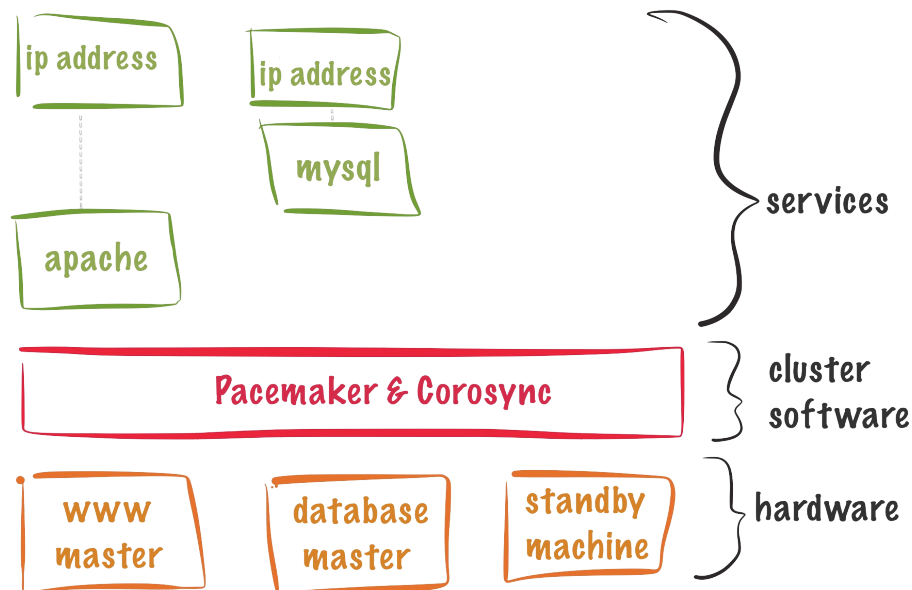 ip address
ip address
mysql
apache
services
Pacemaker & Corosync
cluster
software
www
master
database
master
standby
machine
hardware